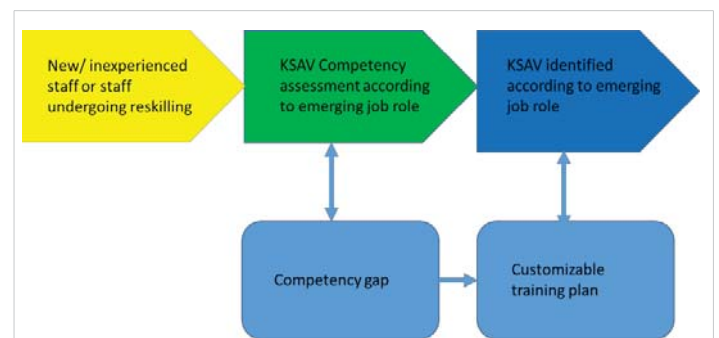 New/ inexperienced
staff or staff
undergoing reskilling
KSAV Competency
assessment according
to emerging job role
KSAV identified
according to emerging
job role
Competency gap
Customizable
training plan